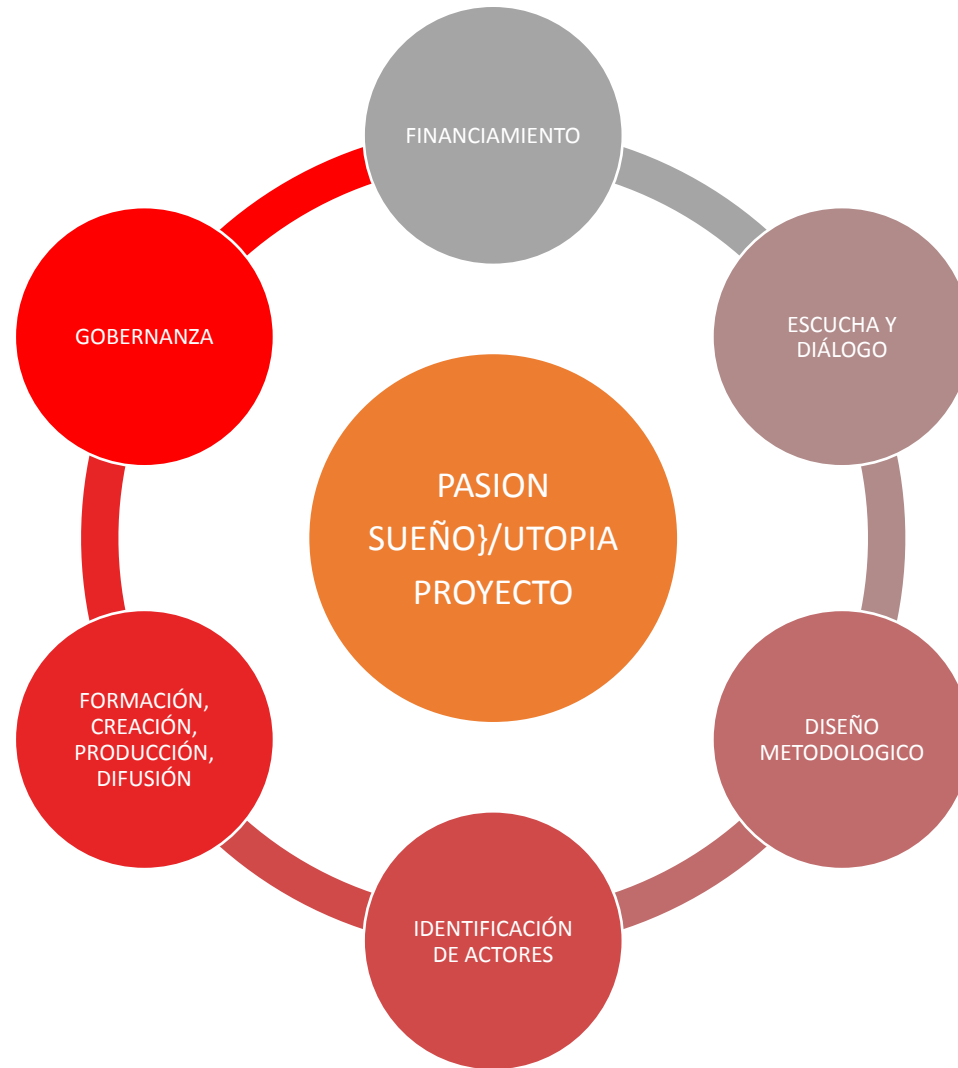 FINANCIAMIENTO
ESCUCHA Y
DIÁLOGO
DISEÑO
METODOLOGICO
IDENTIFICACIÓN
DE ACTORES
FORMACIÓN,
CREACIÓN,
PRODUCCIÓN,
DIFUSIÓN
GOBERNANZA
PASION
SUEÑO}/UTOPIA
PROYECTO